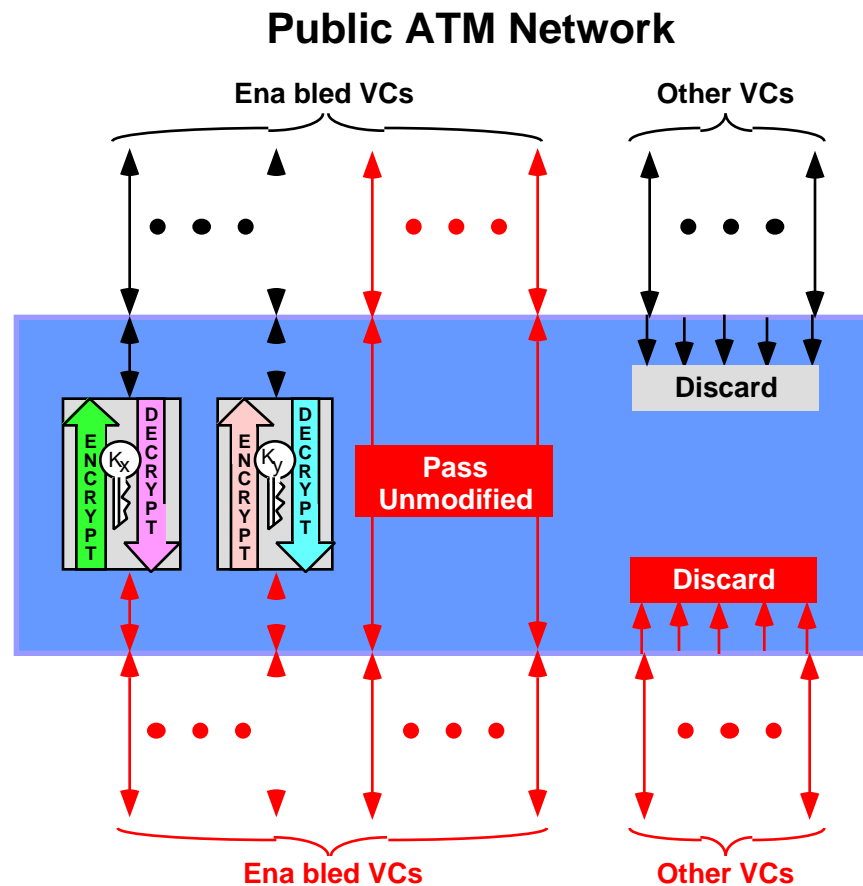 Public ATM Network
Ena bled VCs
Other VCs
Discard
ENCRYPT
Kx
DECRYPT
ENCRYPT
Ky
DECRYPT
Pass
Unmodified
Discard
Ena bled VCs
Other VCs